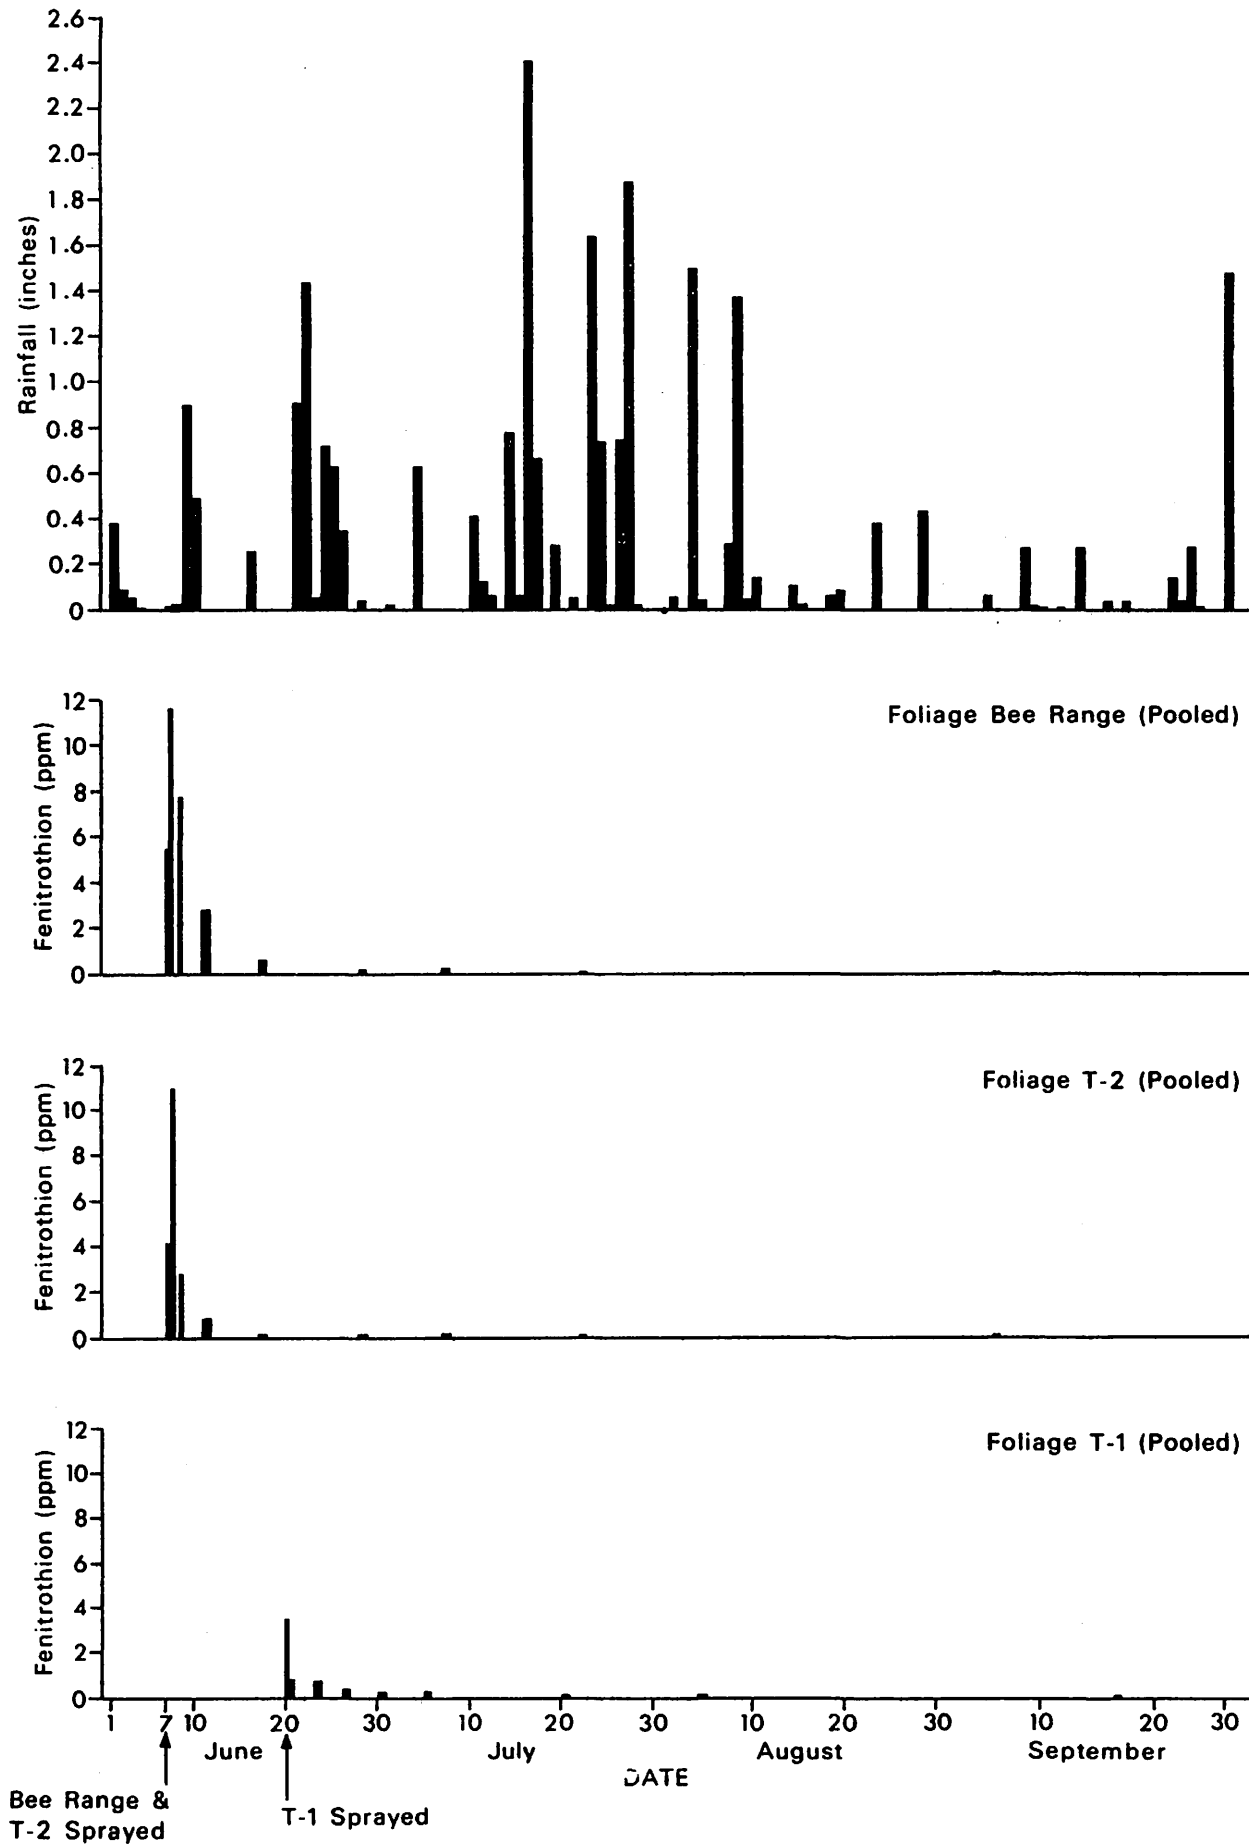 Rainfall (inches)
2.6
2.4
2.2
2.0
1.8
1.6
1.4
1.2
1.0
0.8
0.6
0.4
0.2
0
Foliage Bee Range (Pooled)
Fenitrothion (ppm)
12
10
8
6
4
2
0
Foliage T-2 (Pooled)
Fenitrothion (ppm)
12
10
8
6
4
2
0
Foliage T-1 (Pooled)
Fenitrothion (ppm)
12
10
8
6
4
2
0
1 7 10 20 30 10 20 30 10 20 30 10 20 30
June July August September
DATE
Bee Range &
T-2 Sprayed
T-1 Sprayed